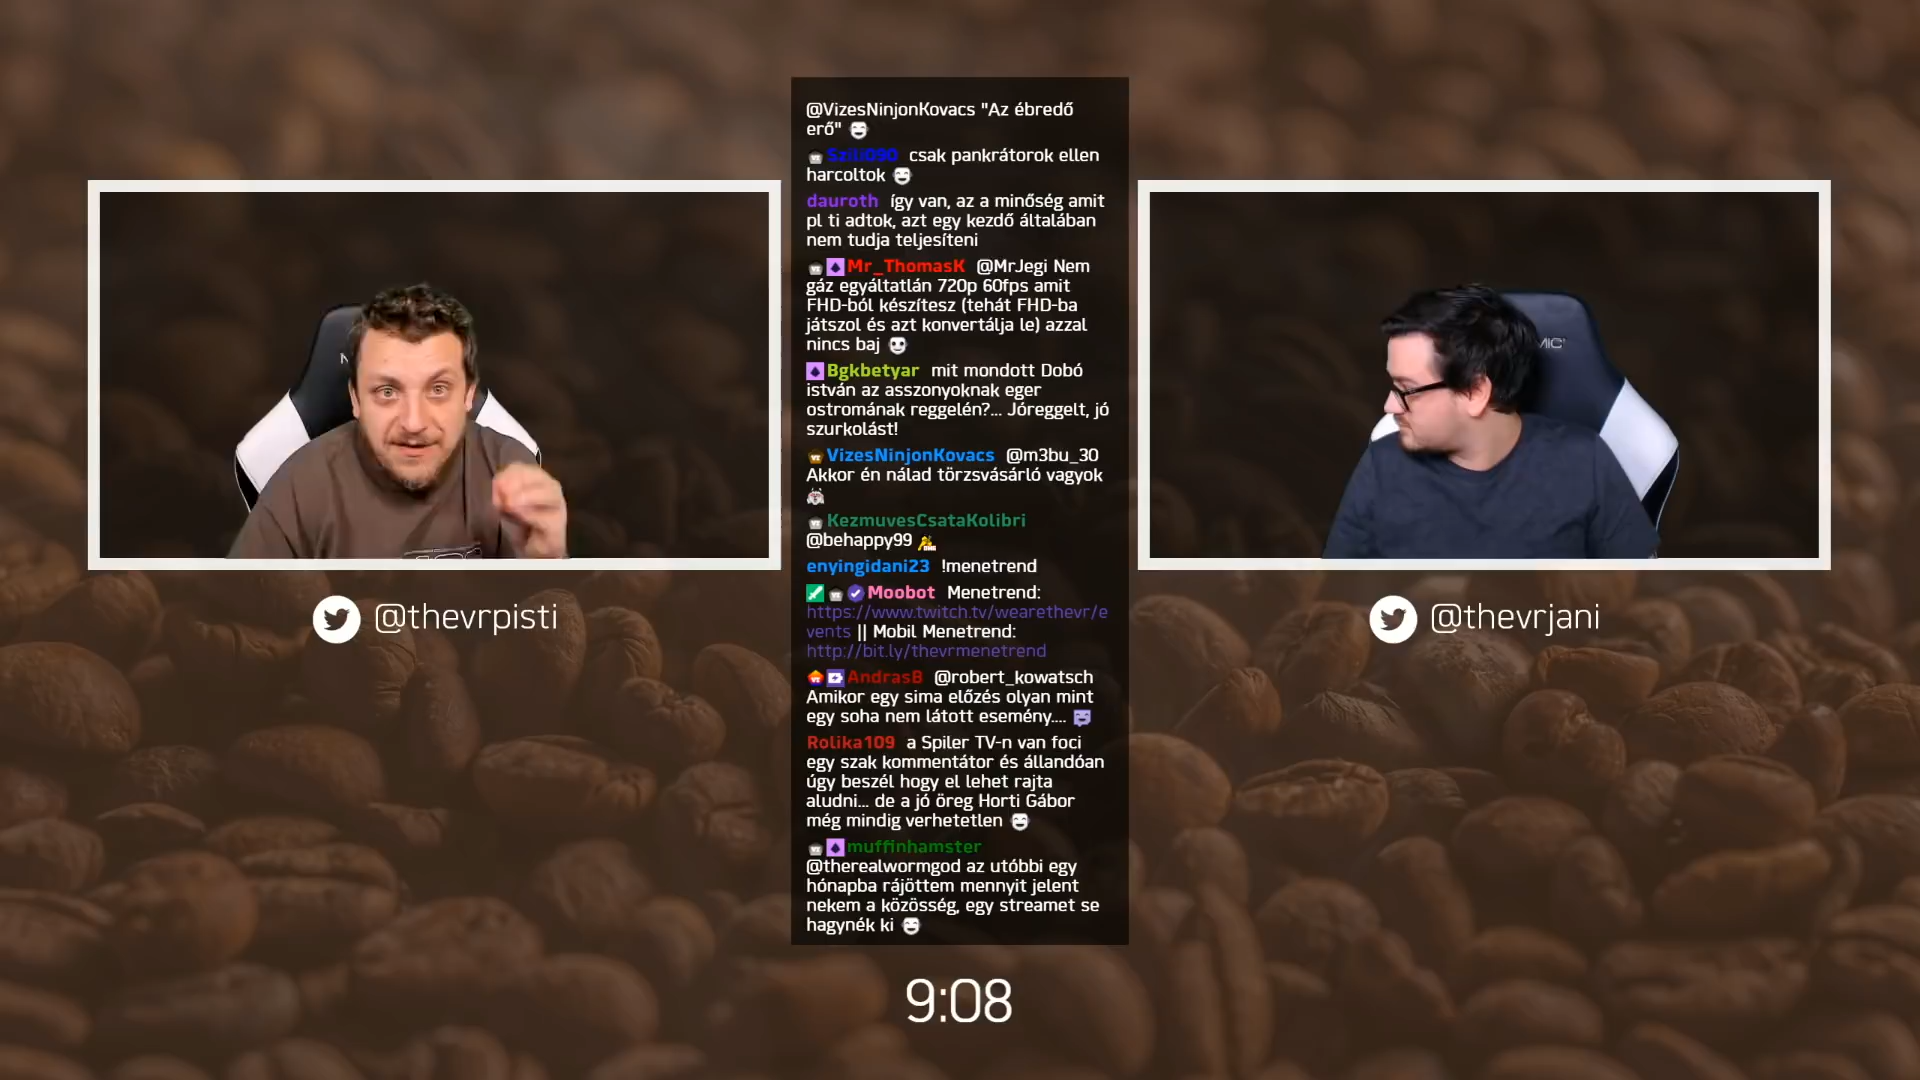 @VizesNinjonKovacs "Az ébredő
erő"
Szili090 csak pankrátorok ellen
harcoltok
dauroth így van, az a minőség amit
pl ti adtok, azt egy kezdő általában
nem tudja teljesíteni
Mr_ThomasK @MrJegi Nem
gáz egyáltatlán 720p 60fps amit
FHD-ból készítesz (tehát FHD-ba
játszol és azt konvertálja le) azzal
nincs baj
Bgkbetyar mit mondott Dobó
istván az asszonyoknak eger
ostromának reggelén?... Jóreggelt, jó
szurkolást!
VizesNinjonKovacs @m3bu_30
Akkor én nálad törzsvásárló vagyok
KezmuvesCsataKolibri
@behappy99
enyingidani23 !menetrend
Moobot Menetrend:
https://www.twitch.tv/wearethevr/e
vents || Mobil Menetrend:
http://bit.ly/thevrmenetrend
AndrasB @robert_kowatsch
Amikor egy sima előzés olyan mint
egy soha nem látott esemény....
Rolika109 a Spiler TV-n van foci
egy szak kommentátor és állandóan
úgy beszél hogy el lehet rajta
aludni... de a jó öreg Horti Gábor
még mindig verhetetlen
muffinhamster
@therealwormgod az utóbbi egy
hónapba rájöttem mennyit jelent
nekem a közösség, egy streamet se
hagynék ki
@thevrpisti
@thevrjani
9:08